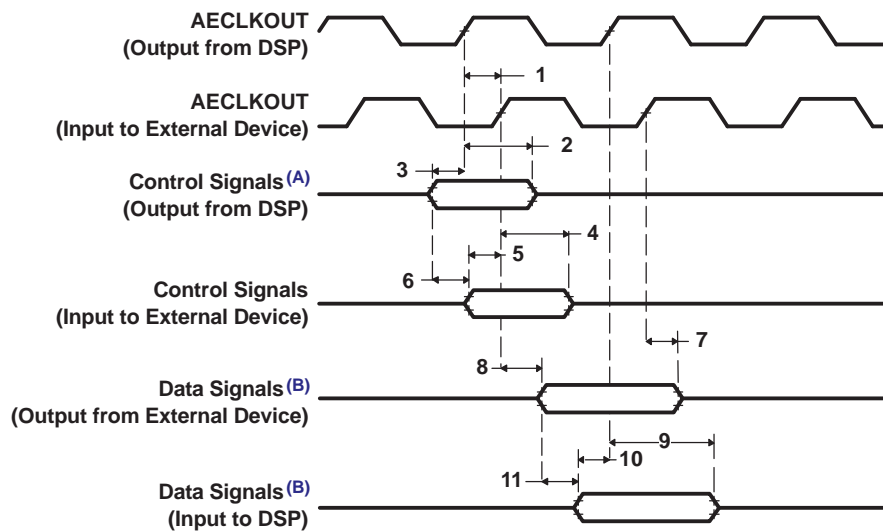 AECLKOUT
(Output from DSP)
1
AECLKOUT
(Input to External Device)
2
3
Control Signals (A)
(Output from DSP)
4
5
6
Control Signals
(Input to External Device)
7
8
Data Signals (B)
(Output from External Device)
9
10
11
Data Signals (B)
(Input to DSP)